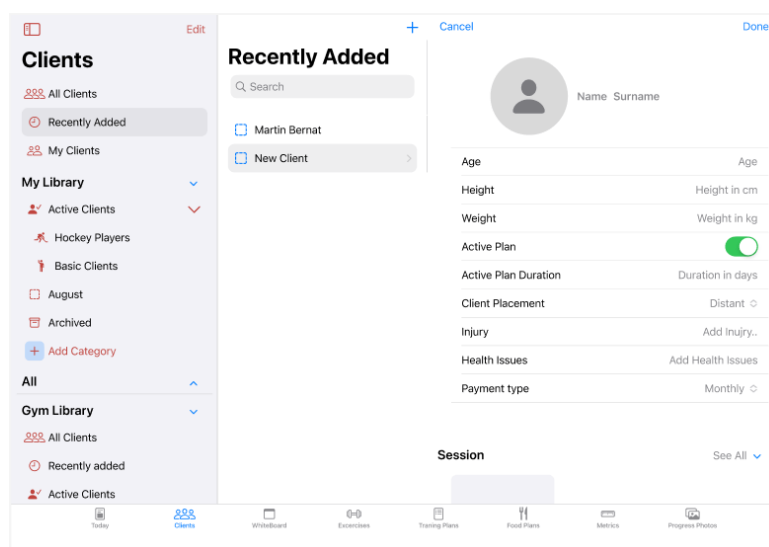 Edit
Clients
All Clients
Recently Added
My Clients
My Library
Active Clients
Hockey Players
Basic Clients
August
Archived
Add Category
All
Gym Library
All Clients
Recently added
Active Clients
Recently Added
Search
Martin Bernat
New Client
Cancel Done
Name Surname
Age Age
Height Height in cm
Weight Weight in kg
Active Plan
Active Plan Duration Duration in days
Client Placement Distant
Injury Add Inujry..
Health Issues Add Health Issues
Payment type Monthly
Session See All
Today Clients WhiteBoard Excercises Traning Plans Food Plans Metrics Progress Photos